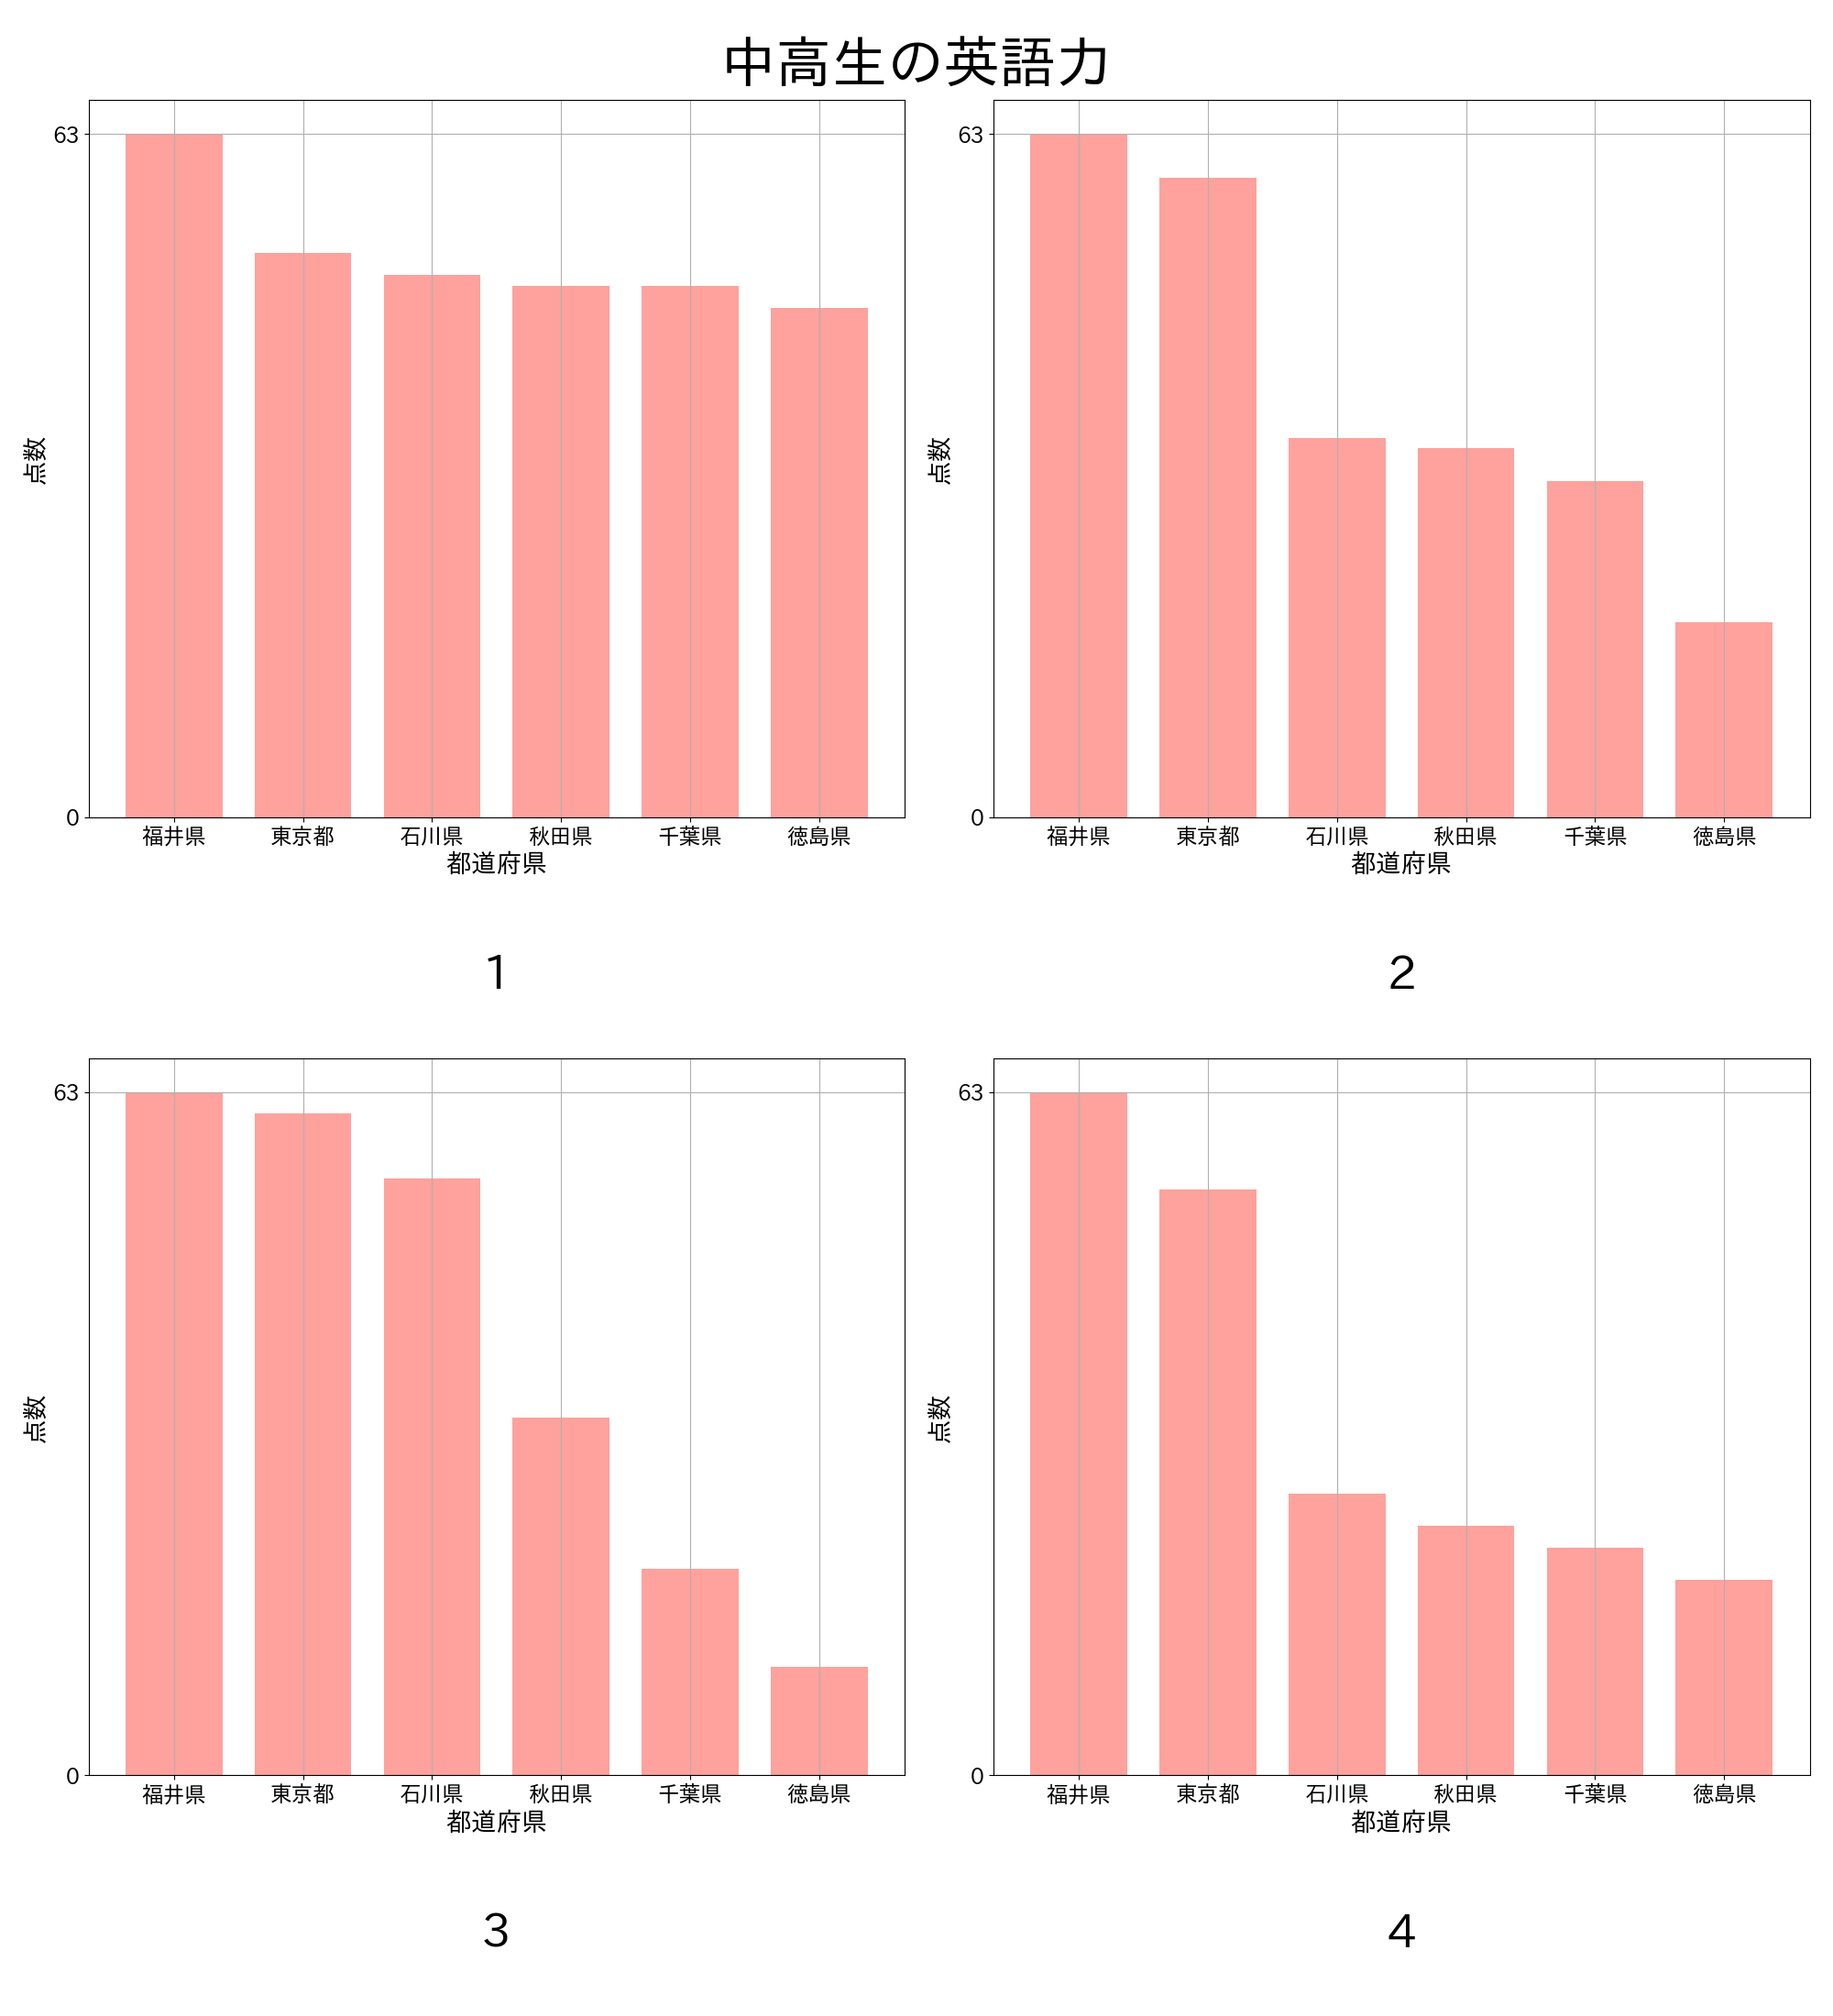 中高生の英語力
63
点数
0
福井県 東京都 石川県 秋田県 千葉県 徳島県
都道府県
1
63
点数
0
福井県 東京都 石川県 秋田県 千葉県 徳島県
都道府県
2
63
点数
0
福井県 東京都 石川県 秋田県 千葉県 徳島県
都道府県
3
63
点数
0
福井県 東京都 石川県 秋田県 千葉県 徳島県
都道府県
4